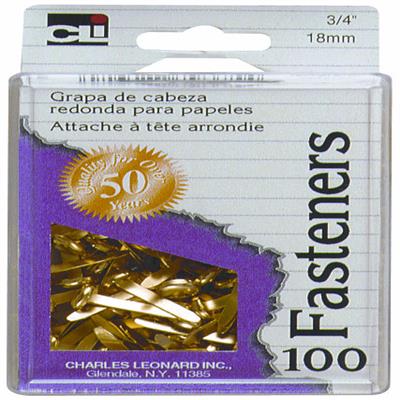 CLi
3/4"
18mm
Grapa de cabeza
redonda para papeles
Attache à tête arrondie
Quality for Over
50
Years
100 Fasteners
CHARLES LEONARD INC.,
Glendale, N.Y. 11385